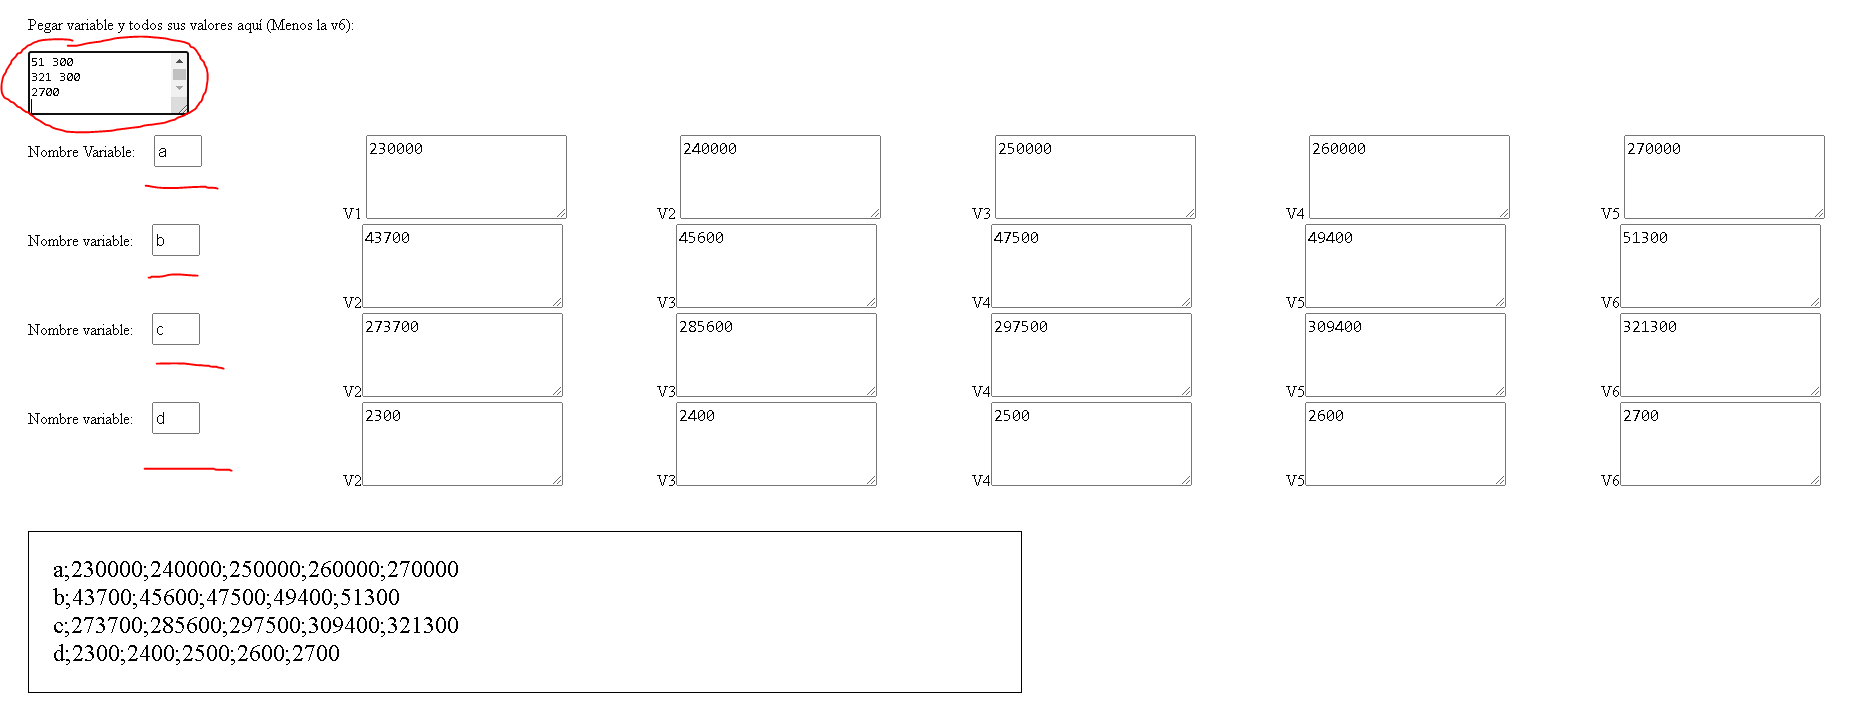 Pegar variable y todos sus valores aquí (Menos la v6):
51 300
321 300
2700
Nombre Variable: a V1 230000 V2 240000 V3 250000 V4 260000 V5 270000
Nombre variable: b V2 43700 V3 45600 V4 47500 V5 49400 V6 51300
Nombre variable: c V2 273700 V3 285600 V4 297500 V5 309400 V6 321300
Nombre variable: d V2 2300 V3 2400 V4 2500 V5 2600 V6 2700
a;230000;240000;250000;260000;270000
b;43700;45600;47500;49400;51300
c;273700;285600;297500;309400;321300
d;2300;2400;2500;2600;2700